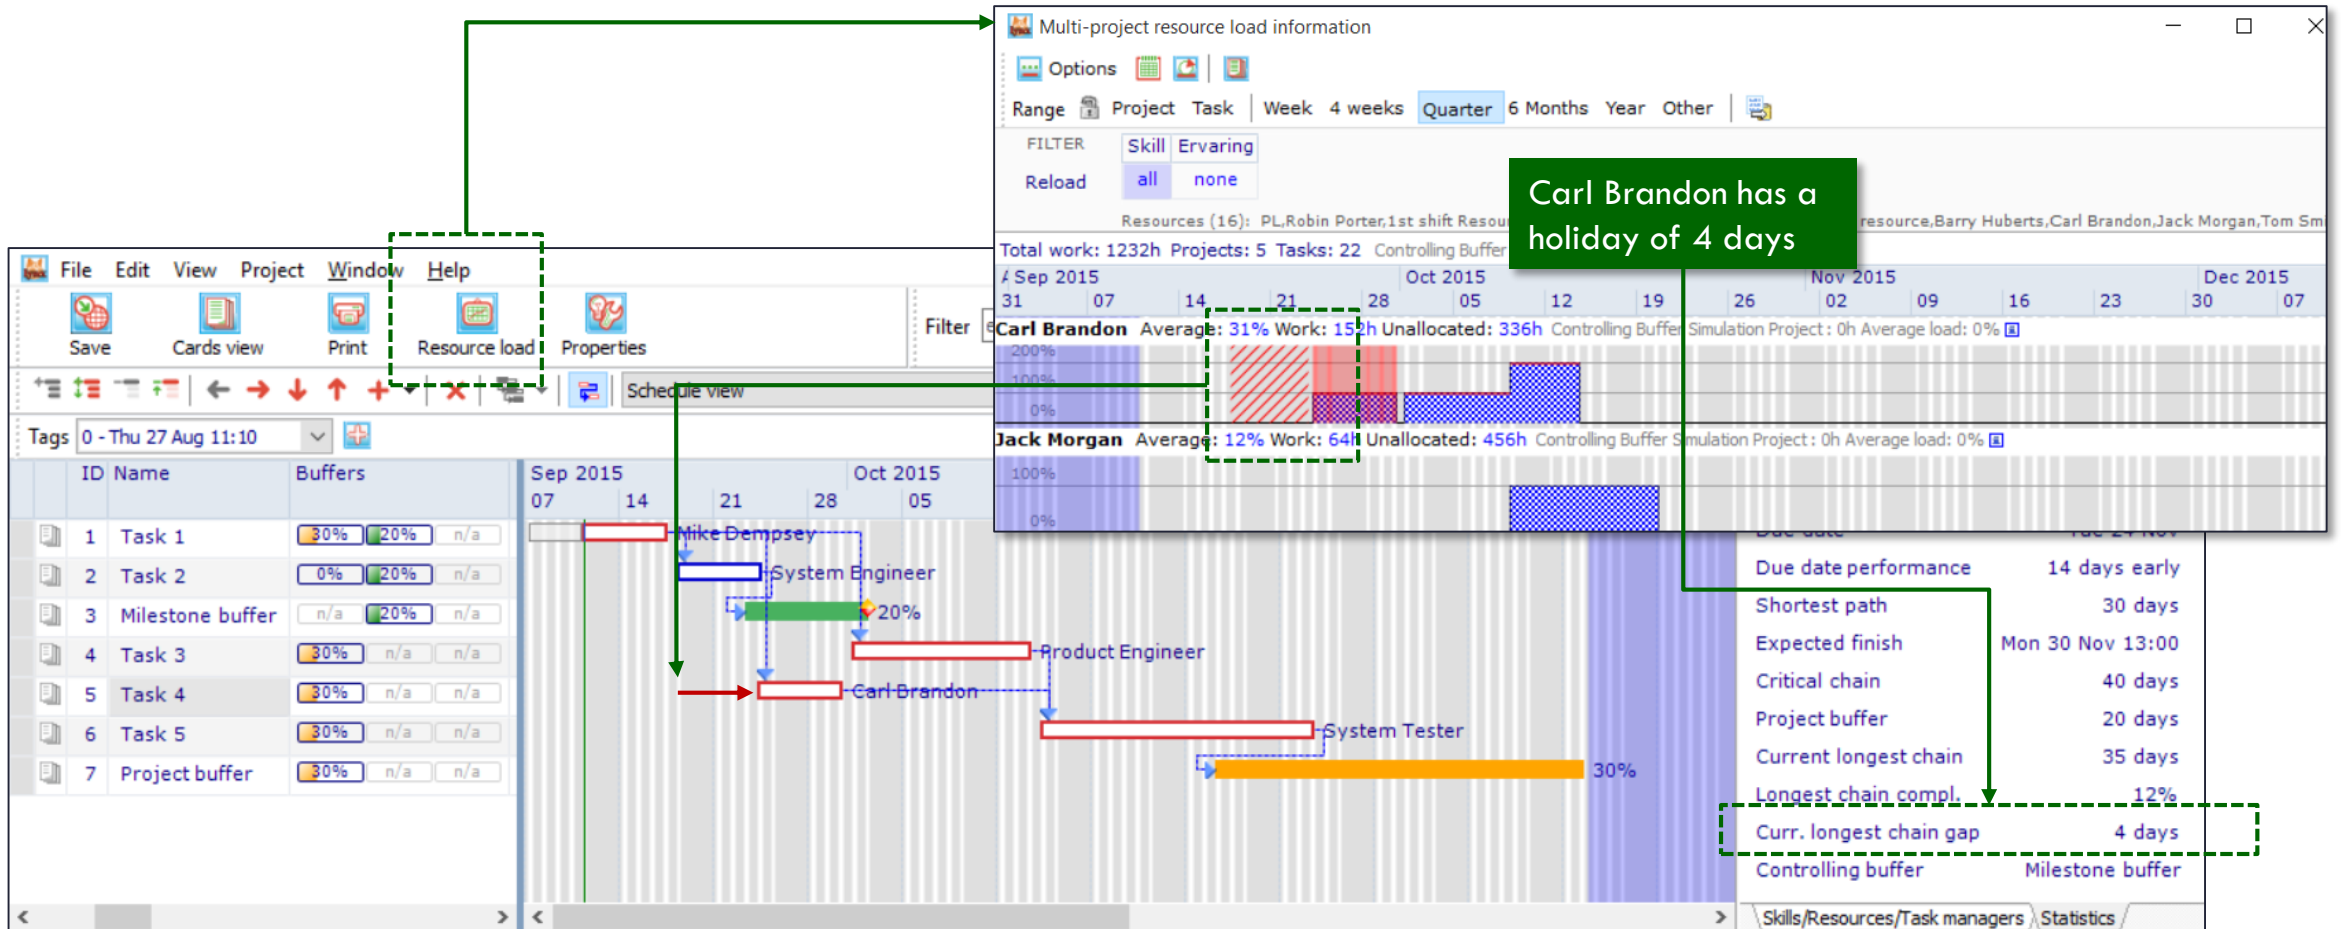 Multi-project resource load information
Options
Range Project Task Week 4 weeks Quarter 6 Months Year Other
FILTER Skill Ervaring
Reload all none
Carl Brandon has a
holiday of 4 days
Resources (16): PL,Robin Porter,1st shift resource,Barry Huberts,Carl Brandon,Jack Morgan,Tom
Total work: 1232h Projects: 5 Tasks: 22 Controlling Buffer
Sep 2015 Oct 2015 Nov 2015 Dec 2015
31 07 14 21 28 05 12 19 26 02 09 16 23 30 07
Carl Brandon Average: 31% Work: 152h Unallocated: 336h Controlling Buffer Simulation Project : 0h Average load: 0%
200%
100%
0%
Jack Morgan Average: 12% Work: 64h Unallocated: 456h Controlling Buffer Simulation Project : 0h Average load: 0%
100%
0%
File Edit View Project Window Help
Save Cards view Print Resource load Properties
Filter
Schedule view
Tags 0 - Thu 27 Aug 11:10
ID Name Buffers
Sep 2015 Oct 2015
07 14 21 28 05
1 Task 1 30% 20% n/a Mike Dempsey
2 Task 2 0% 20% n/a System Engineer
3 Milestone buffer n/a 20% n/a 20%
4 Task 3 30% n/a n/a Product Engineer
5 Task 4 30% n/a n/a Carl Brandon
6 Task 5 30% n/a n/a System Tester
7 Project buffer 30% n/a n/a 30%
Due date Tue 24 Nov
Due date performance 14 days early
Shortest path 30 days
Expected finish Mon 30 Nov 13:00
Critical chain 40 days
Project buffer 20 days
Current longest chain 35 days
Longest chain compl. 12%
Curr. longest chain gap 4 days
Controlling buffer Milestone buffer
Skills/Resources/Task managers Statistics